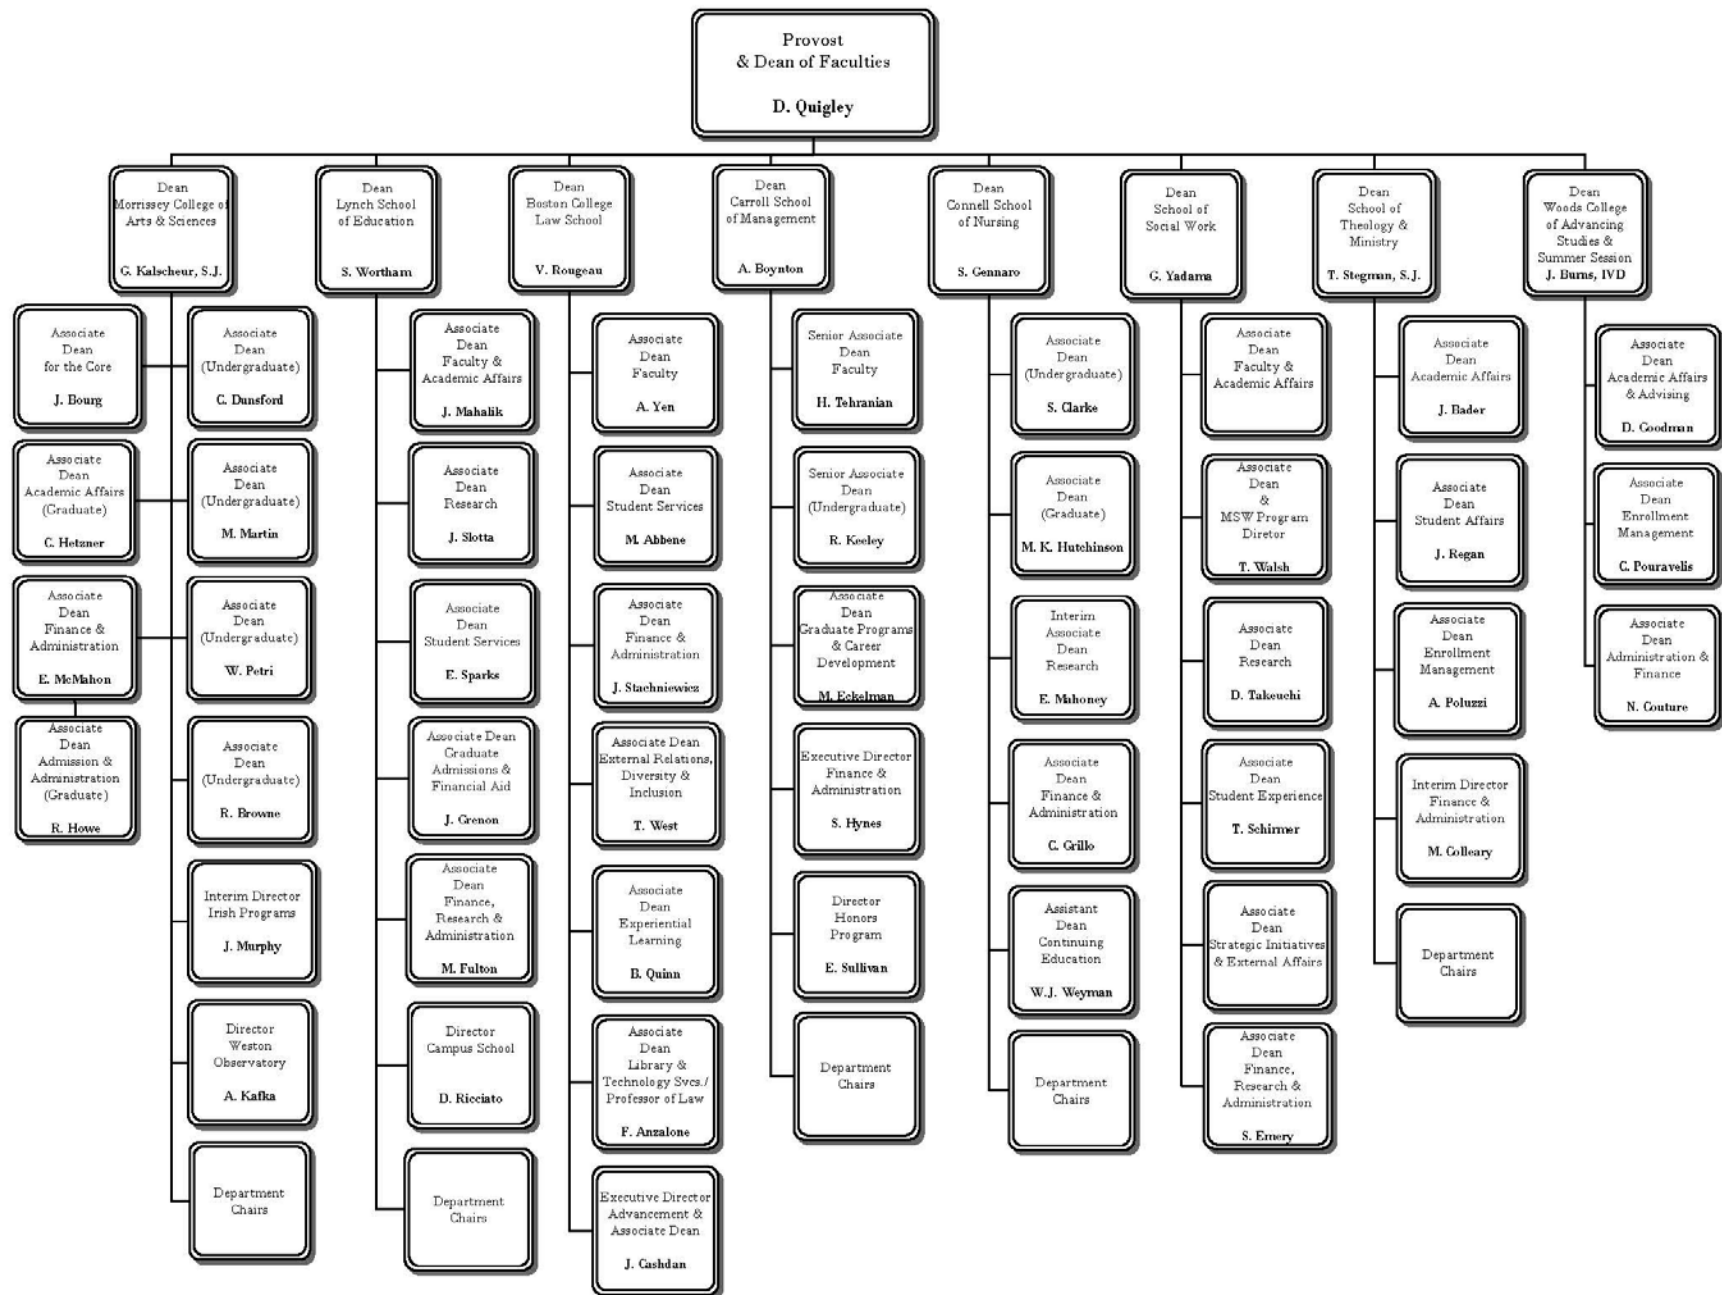 Provost
& Dean of Faculties
D. Quigley
Dean
Morrissey College of
Arts & Sciences
G. Kalscheur, S.J.
Dean
Lynch School
of Education
S. Wortham
Dean
Boston College
Law School
V. Rougeau
Dean
Carroll School
of Management
A. Boynton
Dean
Connell School
of Nursing
S. Gennaro
Dean
School of
Social Work
G. Yadama
Dean
School of
Theology &
Ministry
T. Stegman, S.J.
Dean
Woods College
of Advancing
Studies &
Summer Session
J. Burns, IVD
Associate
Dean
for the Core
J. Bourg
Associate
Dean
Academic Affairs
(Graduate)
C. Hetzner
Associate
Dean
Finance &
Administration
E. McMahon
Associate
Dean
Admission &
Administration
(Graduate)
R. Howe
Associate
Dean
(Undergraduate)
C. Dunsford
Associate
Dean
(Undergraduate)
M. Martin
Associate
Dean
(Undergraduate)
W. Petri
Associate
Dean
(Undergraduate)
R. Browne
Interim Director
Irish Programs
J. Murphy
Director
Weston
Observatory
A. Kafka
Department
Chairs
Associate
Dean
Faculty &
Academic Affairs
J. Mahalik
Associate
Dean
Research
J. Slotta
Associate
Dean
Student Services
E. Sparks
Associate Dean
Graduate
Admissions &
Financial Aid
J. Grenon
Associate
Dean
Finance,
Research &
Administration
M. Fulton
Director
Campus School
D. Ricciato
Department
Chairs
Associate
Dean
Faculty
A. Yen
Associate
Dean
Student Services
M. Abbene
Associate
Dean
Finance &
Administration
J. Stachniewicz
Associate Dean
External Relations,
Diversity &
Inclusion
T. West
Associate
Dean
Experiential
Learning
B. Quinn
Associate
Dean
Library &
Technology Svcs./
Professor of Law
F. Anzalone
Executive Director
Advancement &
Associate Dean
J. Cashdan
Senior Associate
Dean
Faculty
H. Tehranian
Senior Associate
Dean
(Undergraduate)
R. Keeley
Associate
Dean
Graduate Programs
& Career
Development
M. Eckelman
Executive Director
Finance &
Administration
S. Hynes
Director
Honors
Program
E. Sullivan
Department
Chairs
Associate
Dean
(Undergraduate)
S. Clarke
Associate
Dean
(Graduate)
M. K. Hutchinson
Interim
Associate
Dean
Research
E. Mahoney
Associate
Dean
Finance &
Administration
C. Grillo
Assistant
Dean
Continuing
Education
W.J. Weyman
Department
Chairs
Associate
Dean
Faculty &
Academic Affairs
Associate
Dean
&
MSW Program
Diretor
T. Walsh
Associate
Dean
Research
D. Takeuchi
Associate
Dean
Student Experience
T. Schirmer
Associate
Dean
Strategic Initiatives
& External Affairs
Associate
Dean
Finance,
Research &
Administration
S. Emery
Associate
Dean
Academic Affairs
J. Bader
Associate
Dean
Student Affairs
J. Regan
Associate
Dean
Enrollment
Management
A. Poluzzi
Interim Director
Finance &
Administration
M. Colleary
Department
Chairs
Associate
Dean
Academic Affairs
& Advising
D. Goodman
Associate
Dean
Enrollment
Management
C. Pouravelis
Associate
Dean
Administration &
Finance
N. Couture